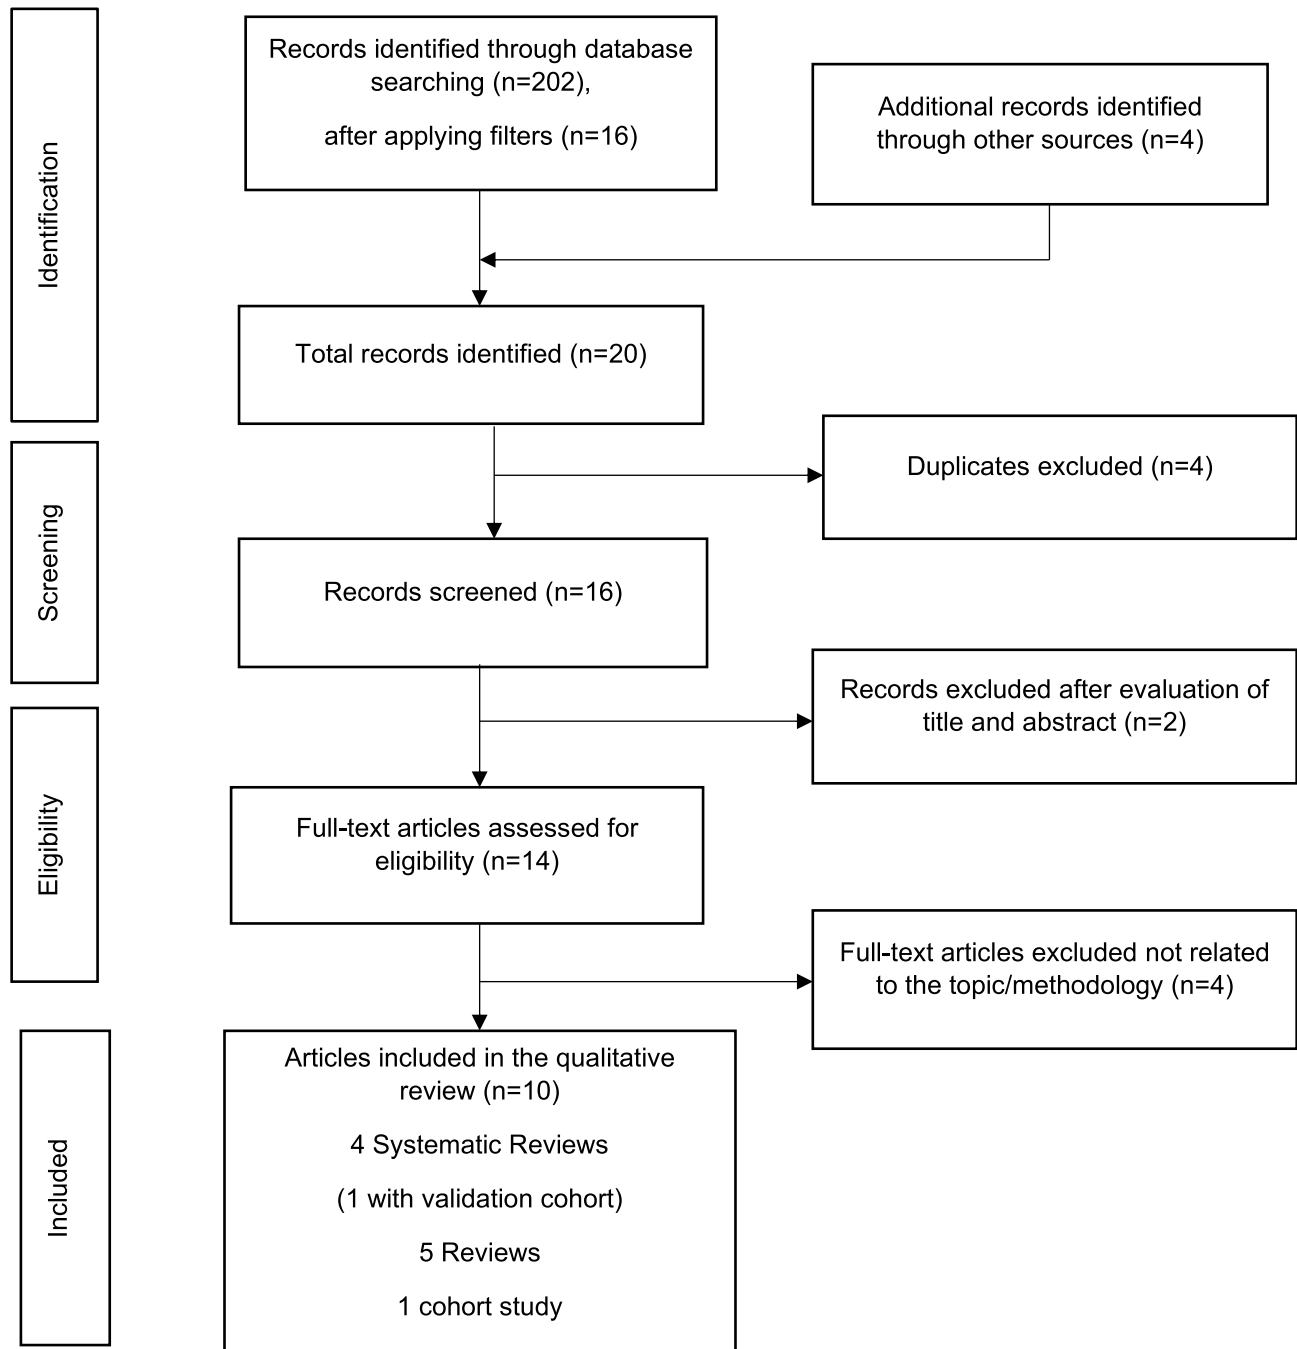 Identification
Records identified through database
searching (n=202),
after applying filters (n=16)
Additional records identified
through other sources (n=4)
Total records identified (n=20)
Screening
Duplicates excluded (n=4)
Records screened (n=16)
Records excluded after evaluation of
title and abstract (n=2)
Eligibility
Full-text articles assessed for
eligibility (n=14)
Full-text articles excluded not related
to the topic/methodology (n=4)
Included
Articles included in the qualitative
review (n=10)
4 Systematic Reviews
(1 with validation cohort)
5 Reviews
1 cohort study